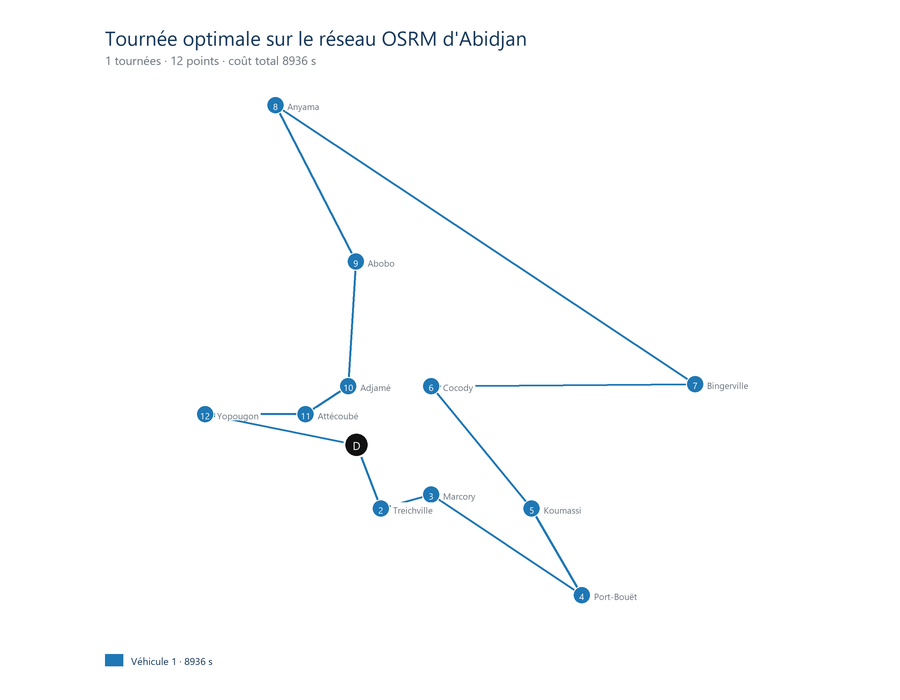 Tournée optimale sur le réseau OSRM d'Abidjan
1 tournées · 12 points · coût total 8936 s
8 Anyama
9 Abobo
10 Adjamé
6 Cocody
7 Bingerville
12 Yopougon
11 Attécoubé
D
3 Marcory
2 Treichville
5 Koumassi
4 Port-Bouët
Véhicule 1 · 8936 s